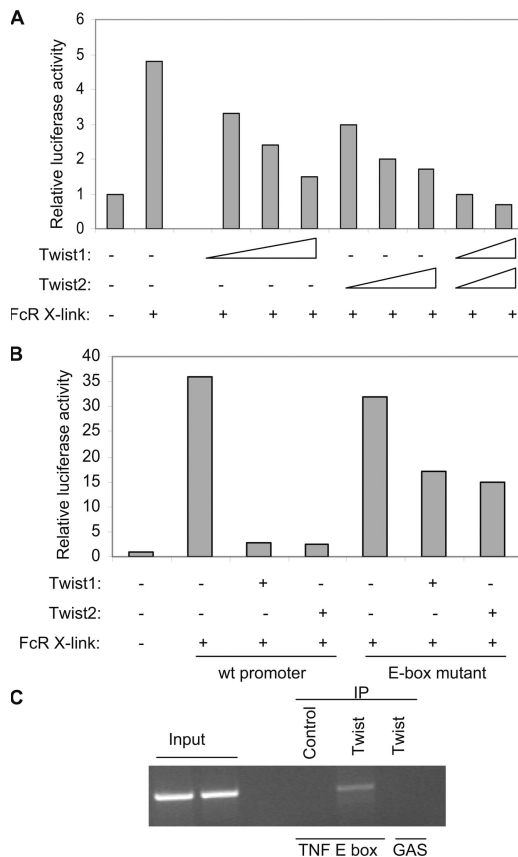 A
Relative luciferase activity
6
5
4
3
2
1
0
Twist1: - - - - -
Twist2: - - - - -
FcR X-link: - + + + + + + + + +
B
Relative luciferase activity
40
35
30
25
20
15
10
5
0
Twist1: - - + - - + -
Twist2: - - - + - - +
FcR X-link: - + + + + + +
wt promoter E-box mutant
C
IP
Input Control Twist Twist
TNF E box GAS